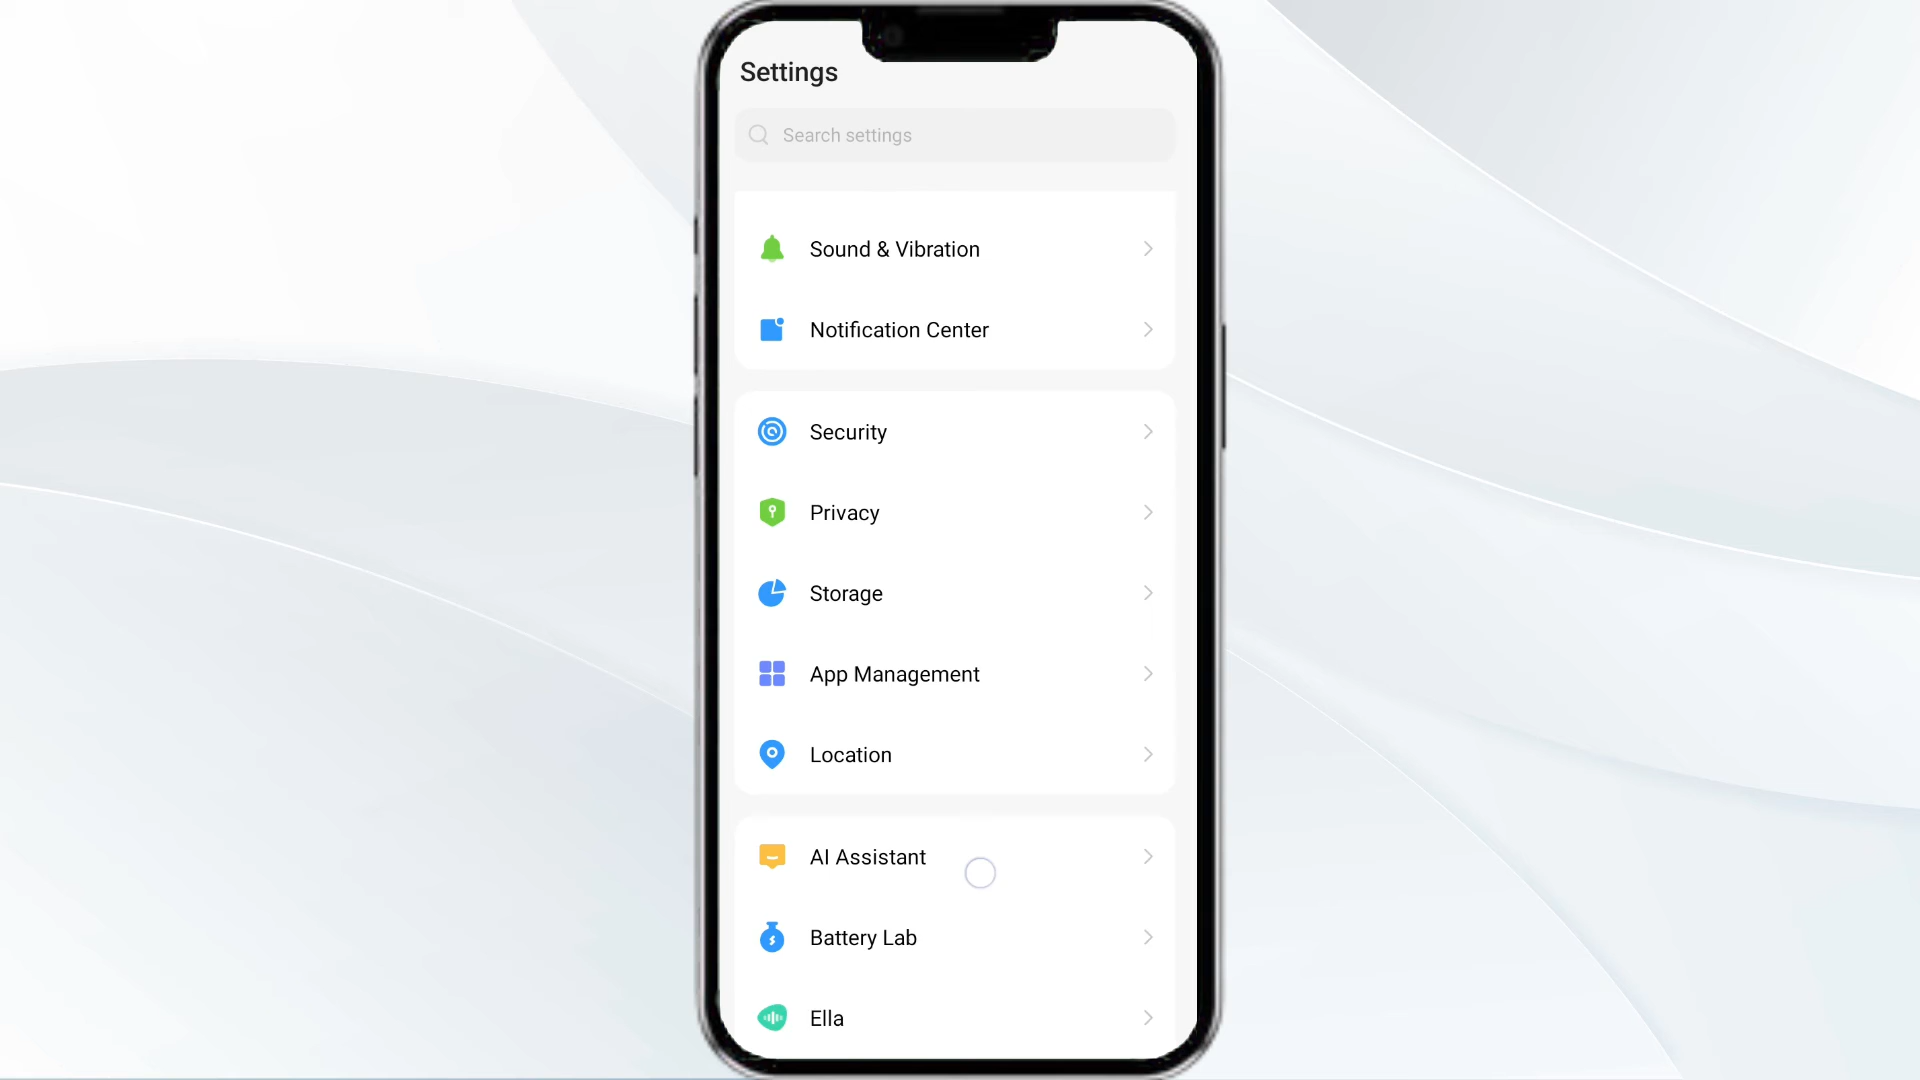 Settings
Search settings
Sound & Vibration
Notification Center
Security
Privacy
Storage
App Management
Location
AI Assistant
Battery Lab
Ella